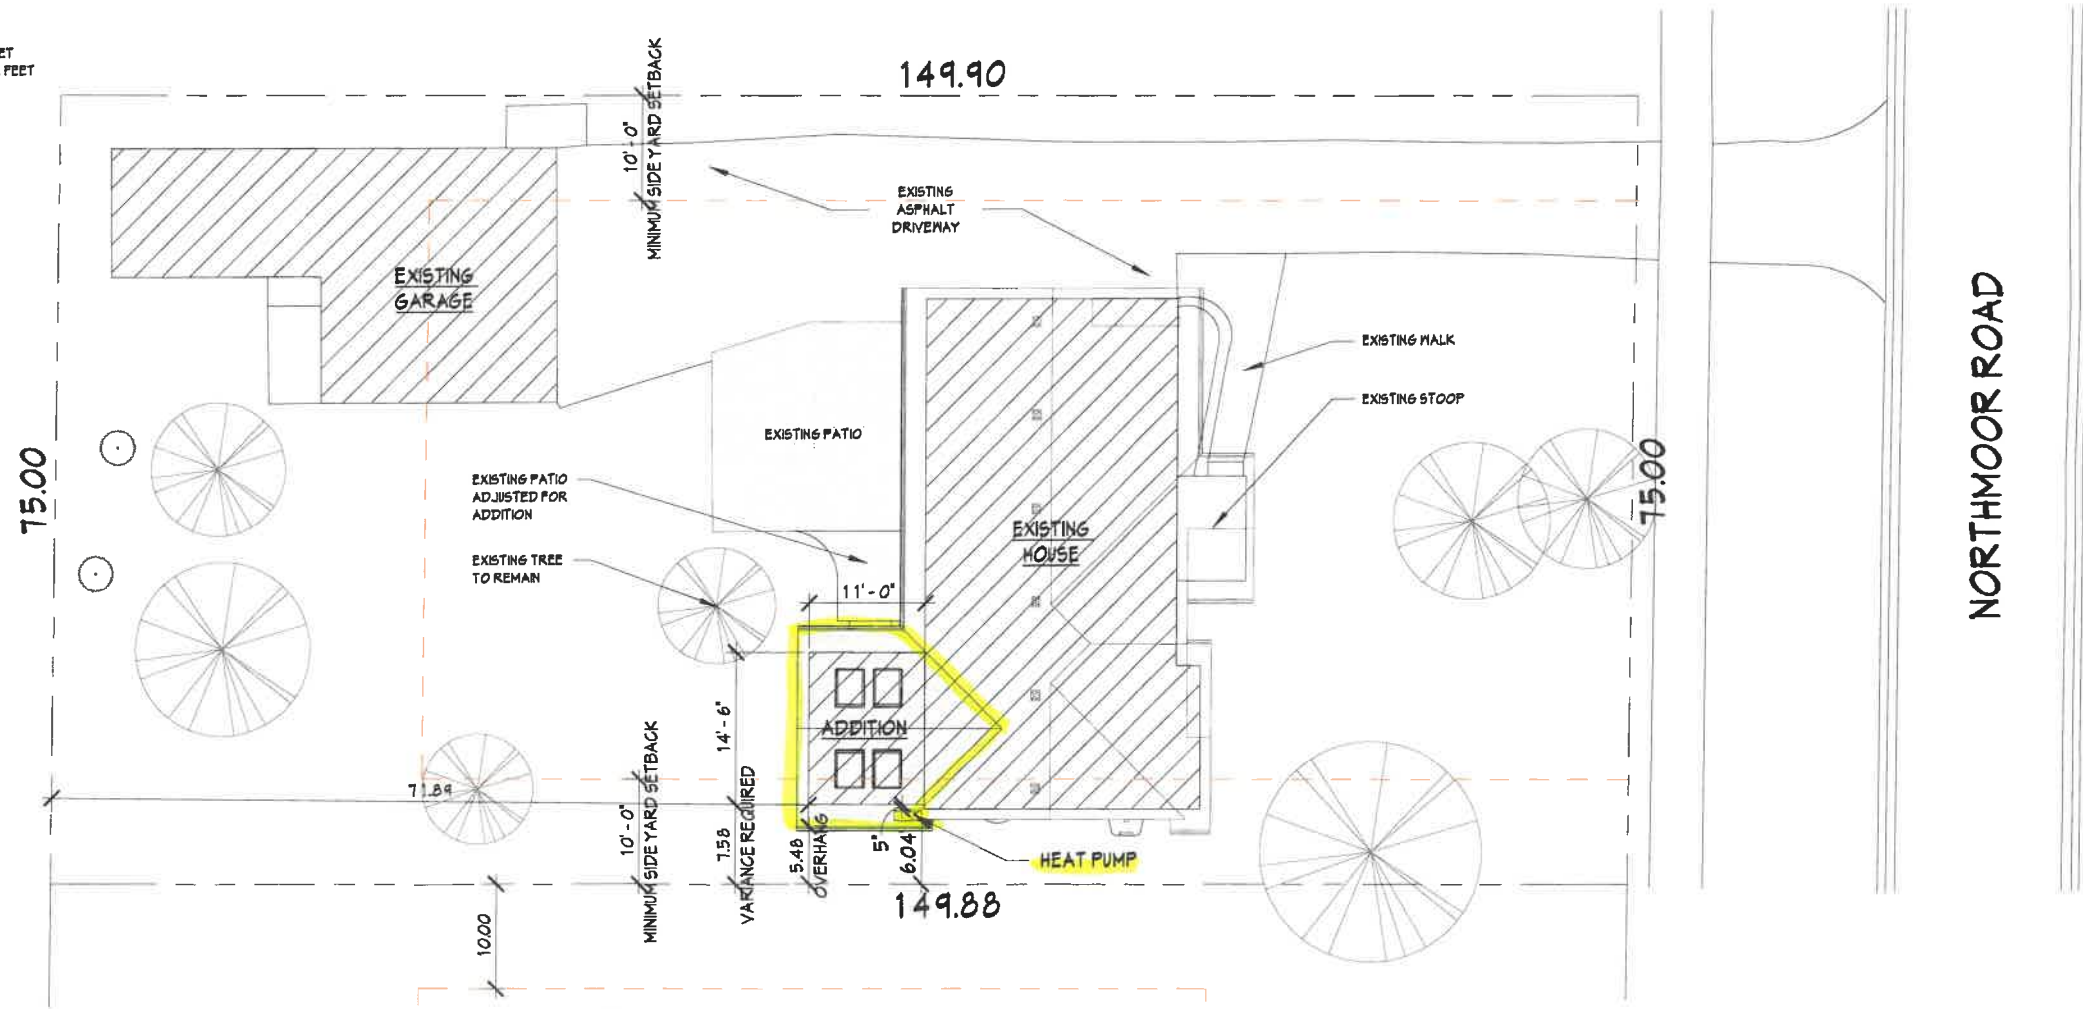 ET
FEET
149.90
10'-0"
MINIMUM SIDE YARD SETBACK
EXISTING
ASPHALT
DRIVEWAY
EXISTING
GARAGE
EXISTING WALK
EXISTING STOOP
EXISTING PATIO
EXISTING PATIO
ADJUSTED FOR
ADDITION
EXISTING TREE
TO REMAIN
EXISTING
HOUSE
75.00
75.00
NORTHMOOR ROAD
11'-0"
14'-6"
ADDITION
71.89
10'-0"
MINIMUM SIDE YARD SETBACK
7.58
VARIANCE REQUIRED
5.48
OVERHANG
5"
6.04
HEAT PUMP
149.88
10.00